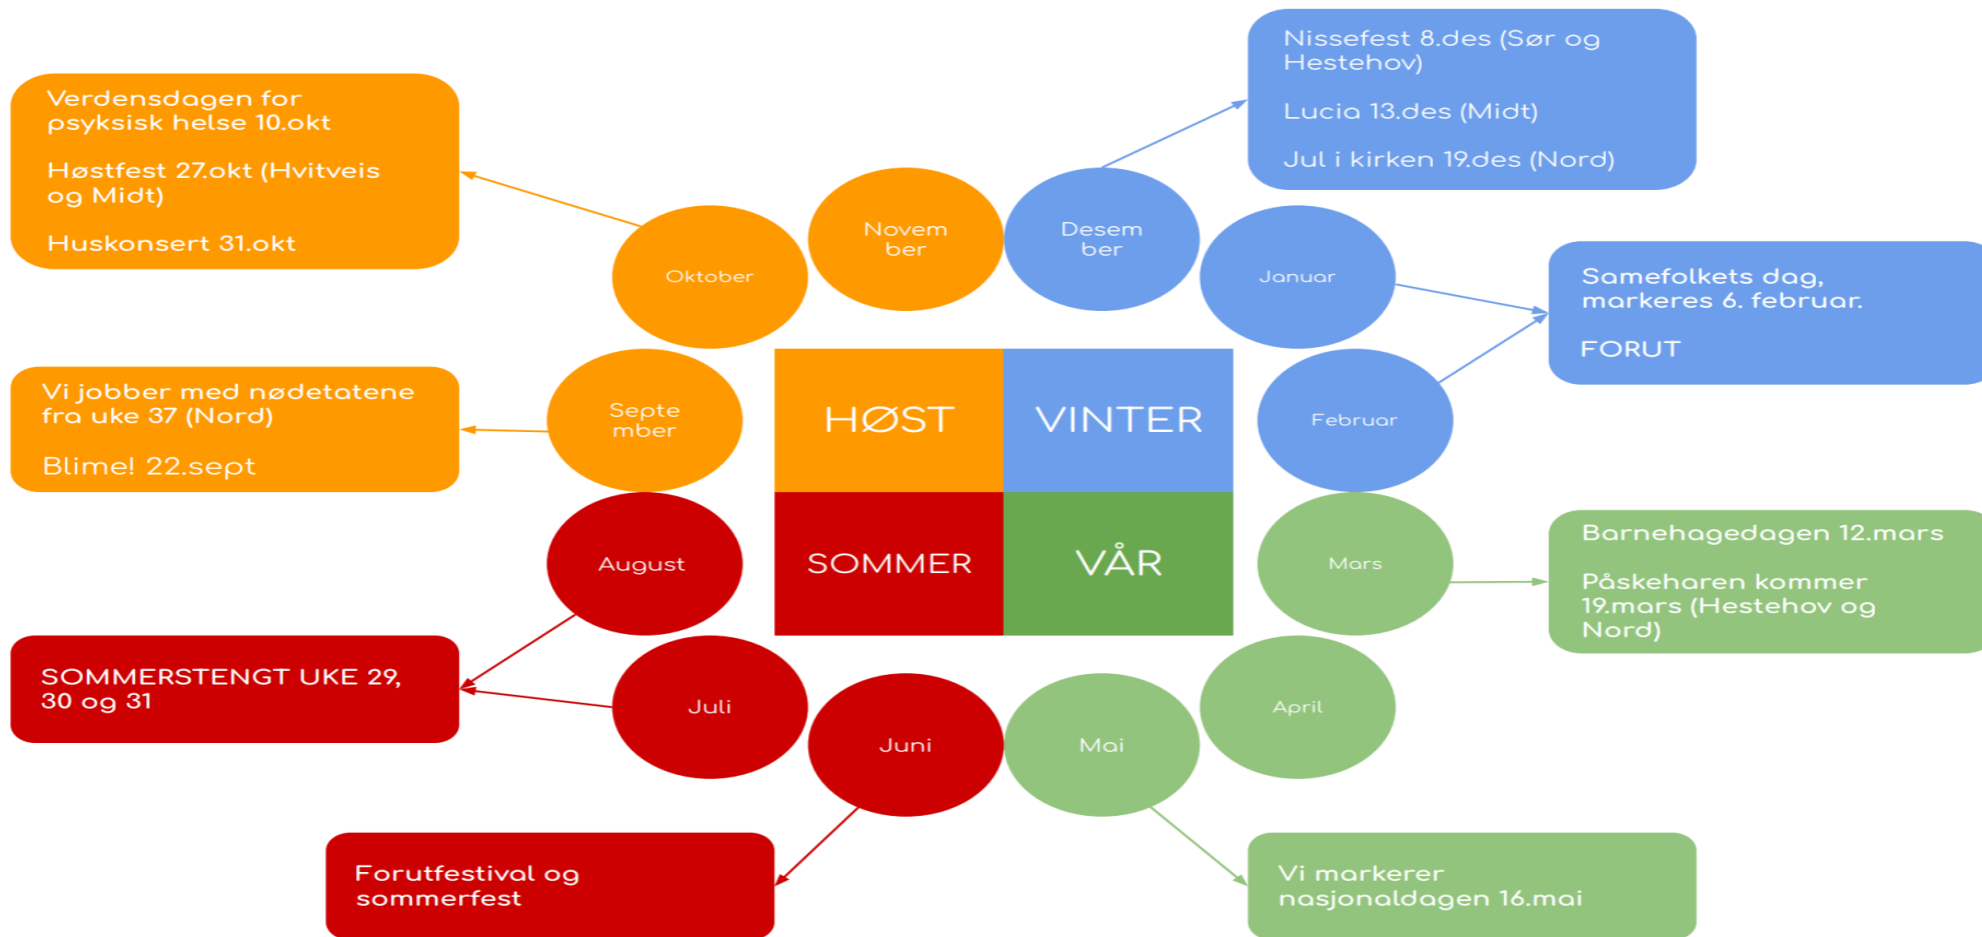 Nissefest 8.des (Sør og
Hestehov)
Lucia 13.des (Midt)
Jul i kirken 19.des (Nord)
Verdensdagen for
psyksisk helse 10.okt
Høstfest 27.okt (Hvitveis
og Midt)
Huskonsert 31.okt
Novem
ber
Desem
ber
Oktober
Januar
Samefolkets dag,
markeres 6. februar.
FORUT
Vi jobber med nødetatene
fra uke 37 (Nord)
Blime! 22.sept
Septe
mber
HØST
VINTER
Februar
August
SOMMER
VÅR
Mars
Barnehagedagen 12.mars
Påskeharen kommer
19.mars (Hestehov og
Nord)
SOMMERSTENGT UKE 29,
30 og 31
Juli
Juni
Mai
April
Forutfestival og
sommerfest
Vi markerer
nasjonaldagen 16.mai